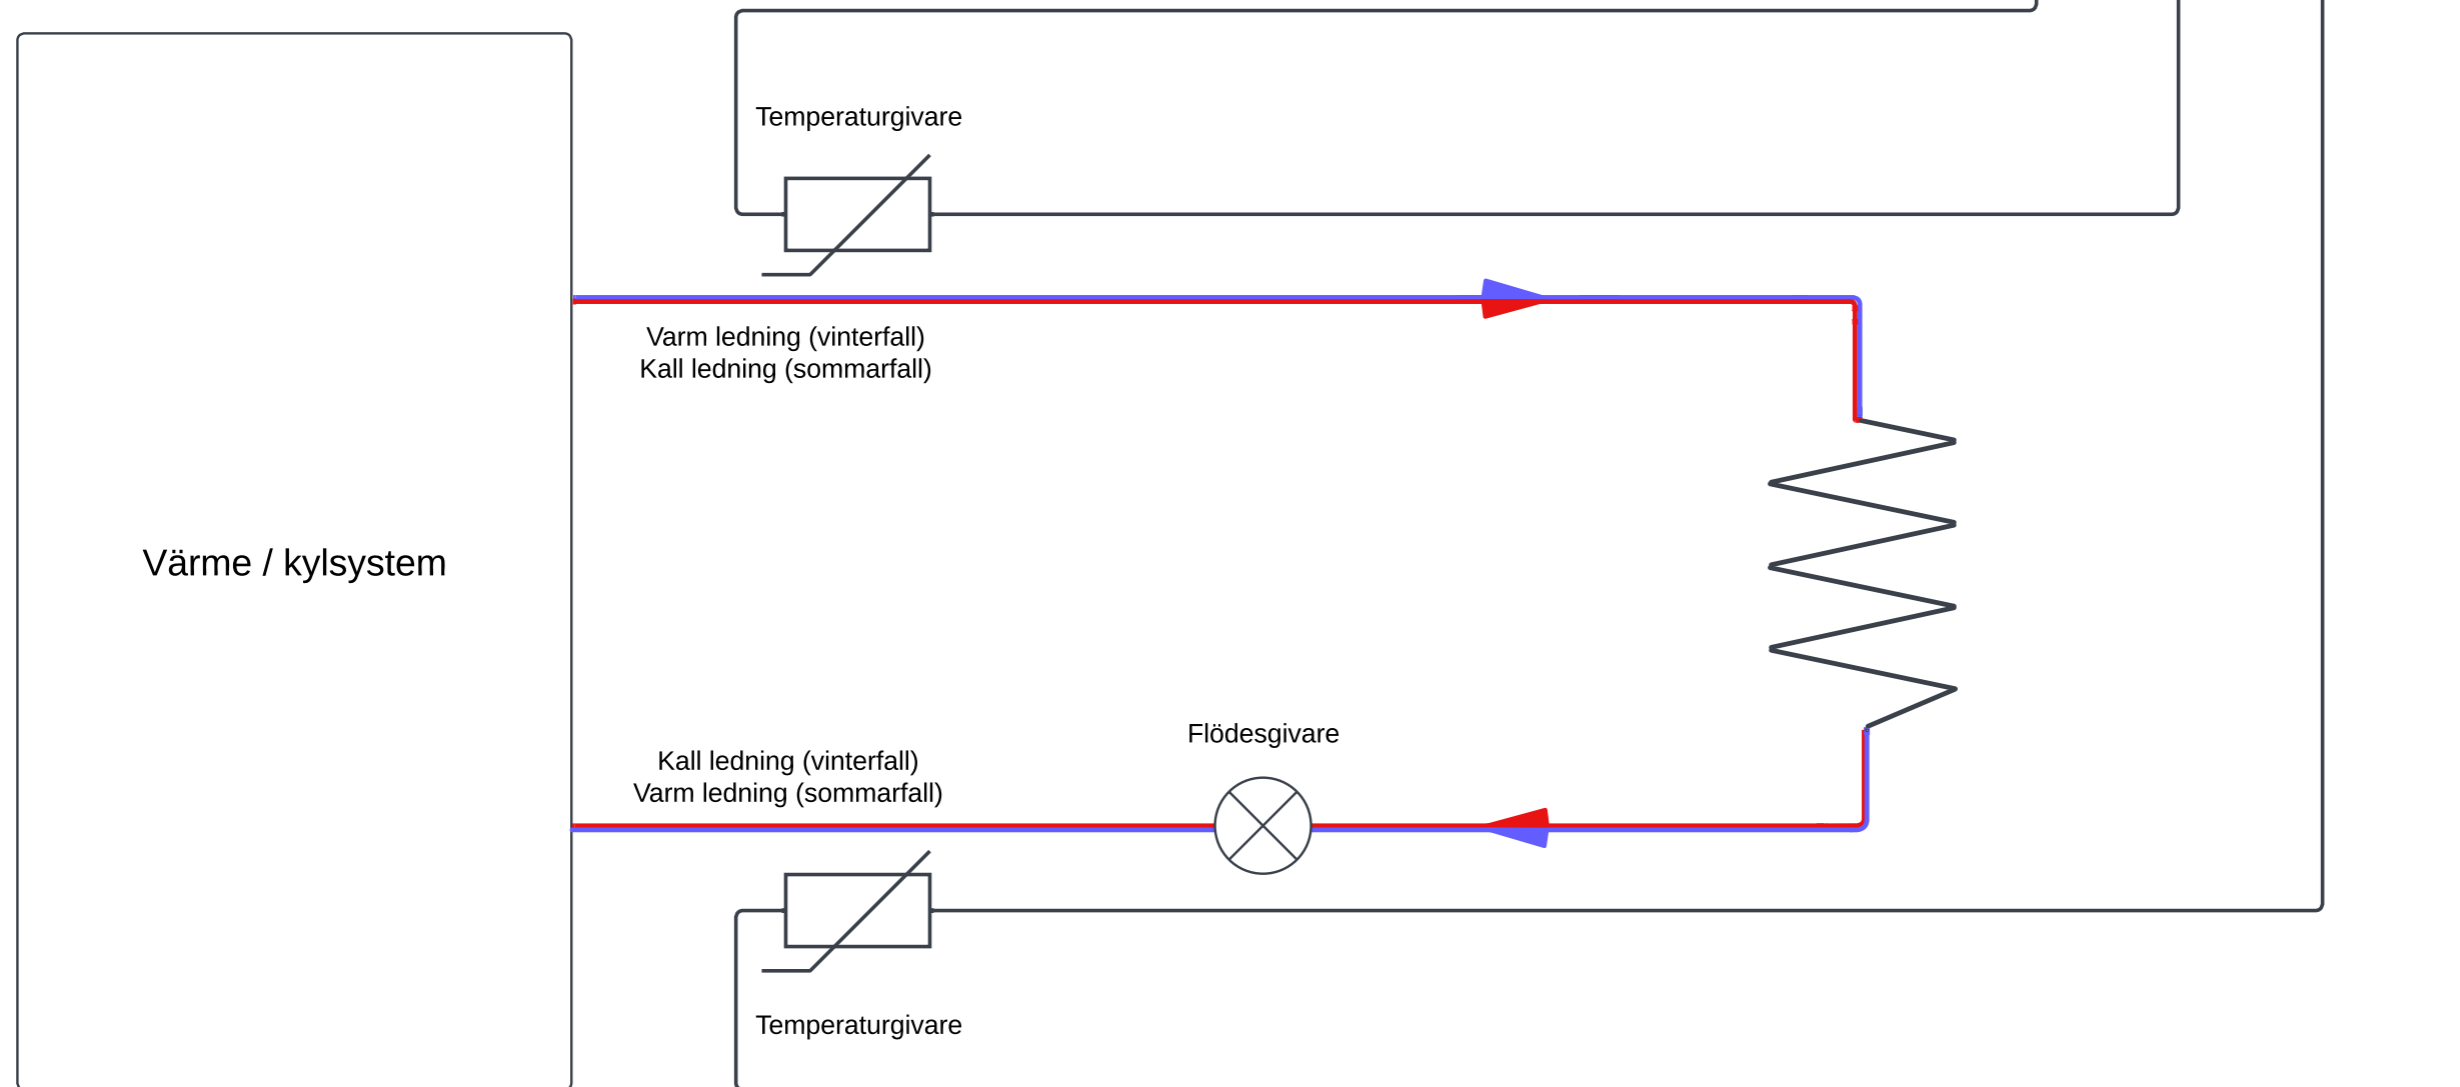 Temperaturgivare
Varm ledning (vinterfall)
Kall ledning (sommarfall)
Värme / kylsystem
Flödesgivare
Kall ledning (vinterfall)
Varm ledning (sommarfall)
Temperaturgivare